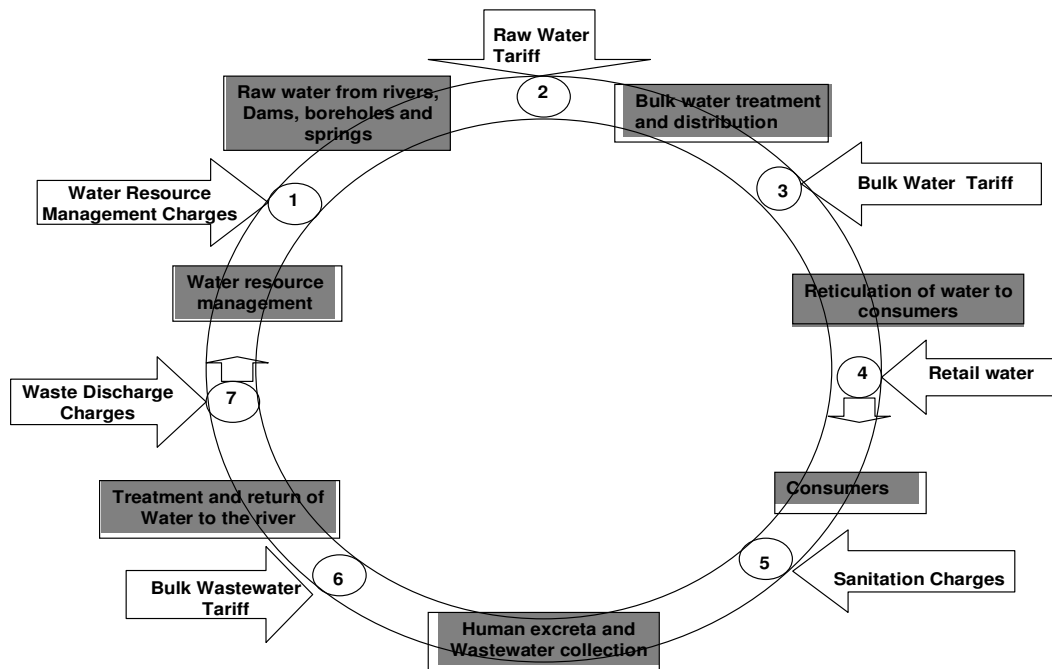 Raw Water
Tariff
2
Raw water from rivers,
Dams, boreholes and
springs
Bulk water treatment
and distribution
Water Resource
Management Charges
1
3
Bulk Water Tariff
Water resource
management
Reticulation of water to
consumers
Waste Discharge
Charges
7
4
Retail water
Treatment and return of
Water to the river
Consumers
Bulk Wastewater
Tariff
6
5
Sanitation Charges
Human excreta and
Wastewater collection